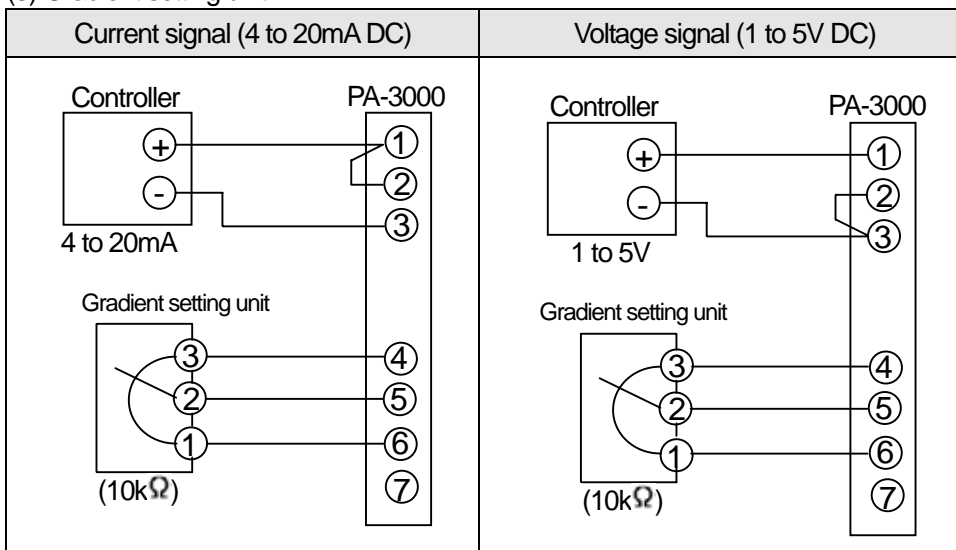 Current signal (4 to 20mA DC)
Voltage signal (1 to 5V DC)
Controller
PA-3000
+
-
4 to 20mA
1
2
3
Gradient setting unit
3
2
1
(10kΩ)
4
5
6
7
Controller
PA-3000
+
-
1 to 5V
1
2
3
Gradient setting unit
3
2
1
(10kΩ)
4
5
6
7